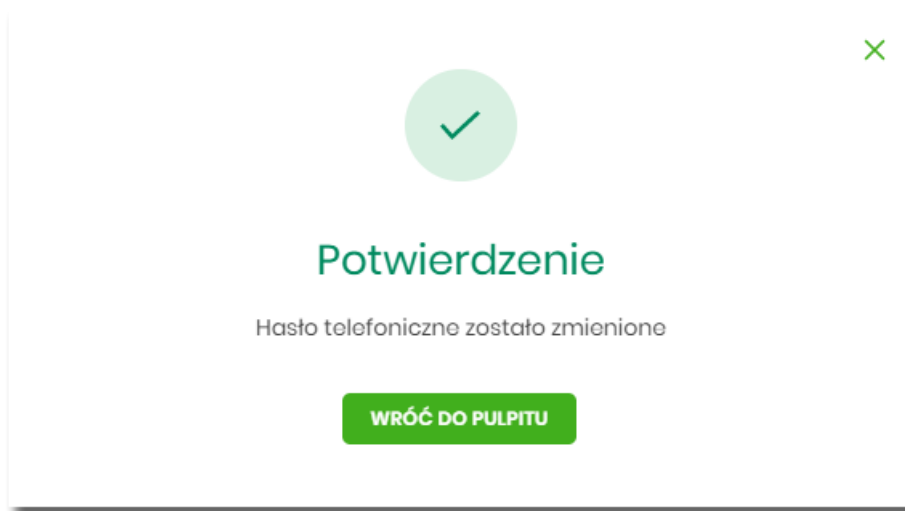 Potwierdzenie
Hasło telefoniczne zostało zmienione
WRÓĆ DO PULPITU